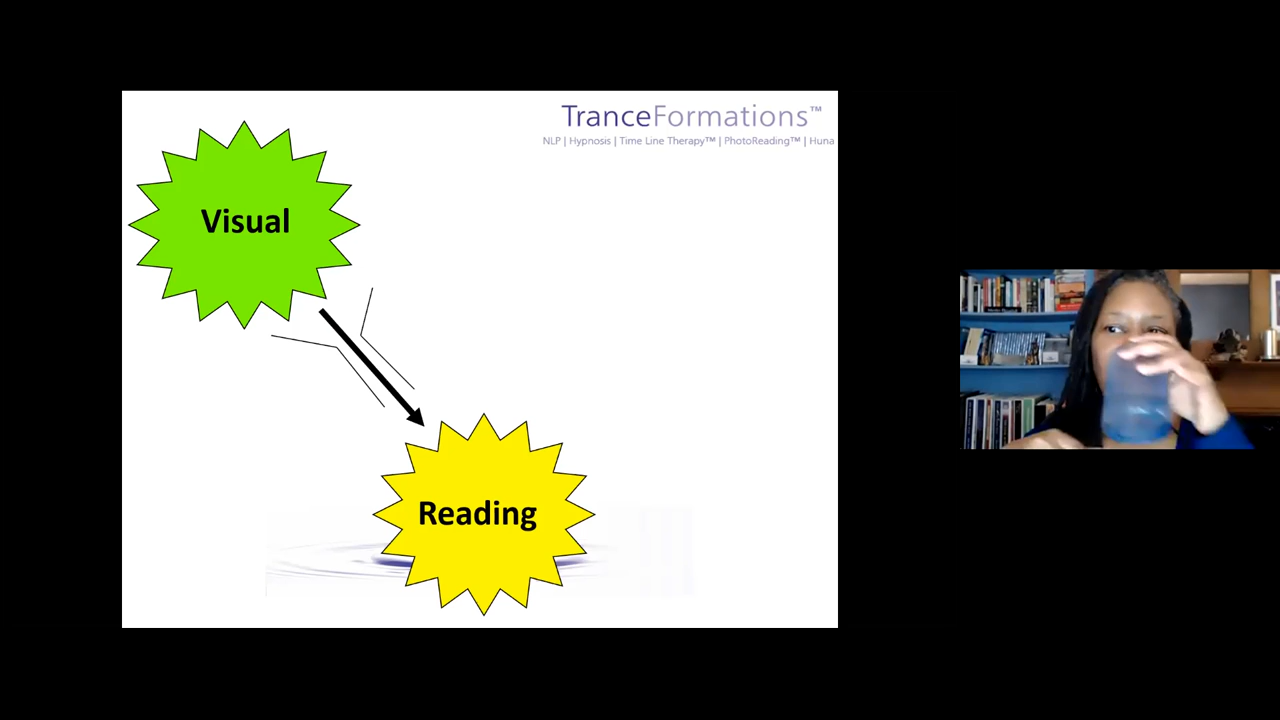 TranceFormations™
NLP | Hypnosis | Time Line Therapy™ | PhotoReading™ | Huna
Visual
Reading